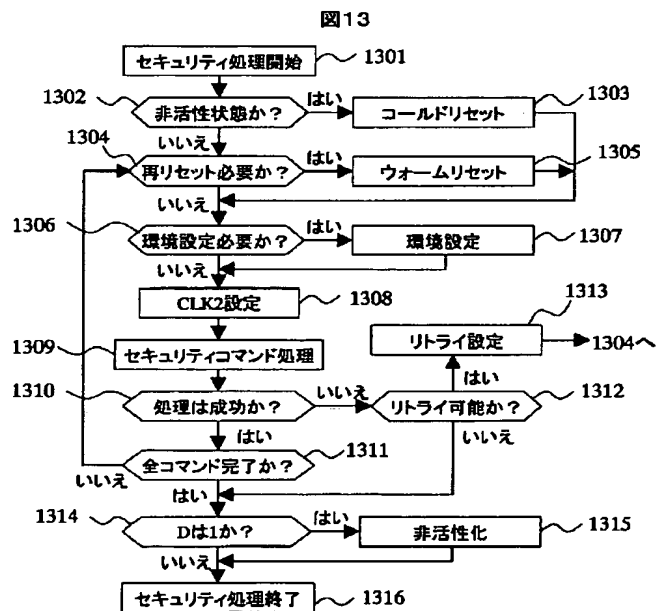 図13
セキュリティ処理開始 1301
1302 非活性状態か? はい コールドリセット 1303
いいえ
1304 再リセット必要か? はい ウォームリセット 1305
いいえ
1306 環境設定必要か? はい 環境設定 1307
いいえ
CLK2設定 1308
1313
リトライ設定 1304へ
1309 セキュリティコマンド処理
はい
1310 処理は成功か? いいえ リトライ可能か? 1312
はい いいえ
いいえ 全コマンド完了か? 1311
はい
1314 Dは1か? はい 非活性化 1315
いいえ
セキュリティ処理終了 1316